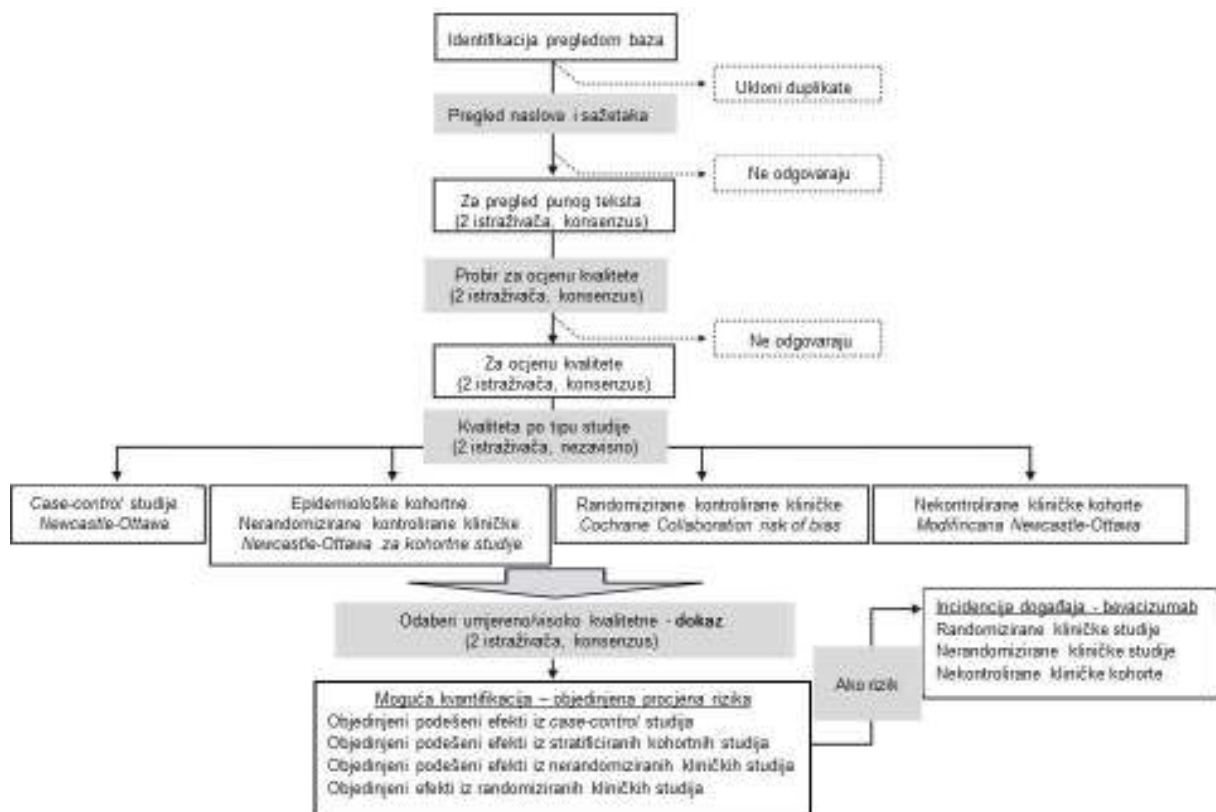 Identifikacija pregledom baza
Ukloni duplikate
Pregled naslove i sažetaka
Ne odgovaraju
Za pregled punog teksta
(2 istraživača, konsenzus)
Probir za ocjenu kvalitete
(2 istraživača, konsenzus)
Ne odgovaraju
Za ocjenu kvalitete
(2 istraživača, konsenzus)
Kvaliteta po tipu studije
(2 istraživača, nezavisno)
Case-control studije
Newcastle-Ottawa
Epidemiološke kohortne
Nerandomizirane kontrolirane kliničke
Newcastle-Ottawa za kohortne studije
Randomizirane kontrolirane kliničke
Cochrane Collaboration risk of bias
Nekontrolirane kliničke kohorte
Modifiricana Newcastle-Ottawa
Odaberi umjereno/visoko kvalitetne - dokaz
(2 istraživača, konsenzus)
Moguća kvantifikacija – objedinjena procjena rizika
Objedinjeni podešeni efekti iz case-control studija
Objedinjeni podešeni efekti iz stratificiranih kohortnih studija
Objedinjeni podešeni efekti iz nerandomiziranih kliničkih studija
Objedinjeni efekti iz randomiziranih kliničkih studija
Ako rizik
Incidencije događaja - bevacizumab
Randomizirane kliničke studije
Nerandomizirane kliničke studije
Nekontrolirane kliničke kohorte